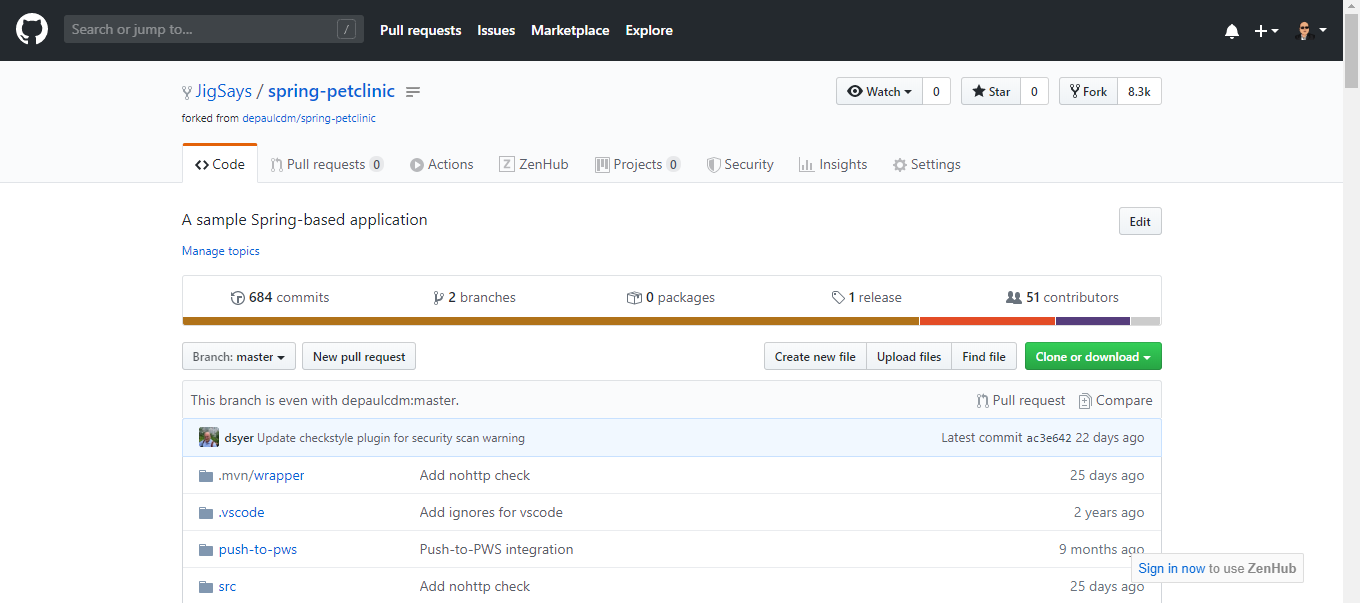 Search or jump to... / Pull requests Issues Marketplace Explore
JigSays / spring-petclinic Watch 0 Star 0 Fork 8.3k
forked from depaulcdm/spring-petclinic
Code Pull requests 0 Actions Z ZenHub Projects 0 Security Insights Settings
A sample Spring-based application Edit
Manage topics
684 commits 2 branches 0 packages 1 release 51 contributors
Branch: master New pull request Create new file Upload files Find file Clone or download
This branch is even with depaulcdm:master. Pull request Compare
dsyer Update checkstyle plugin for security scan warning Latest commit ac3e642 22 days ago
.mvn/wrapper Add nohttp check 25 days ago
.vscode Add ignores for vscode 2 years ago
push-to-pws Push-to-PWS integration 9 months ago
Sign in now to use ZenHub
src Add nohttp check 25 days ago